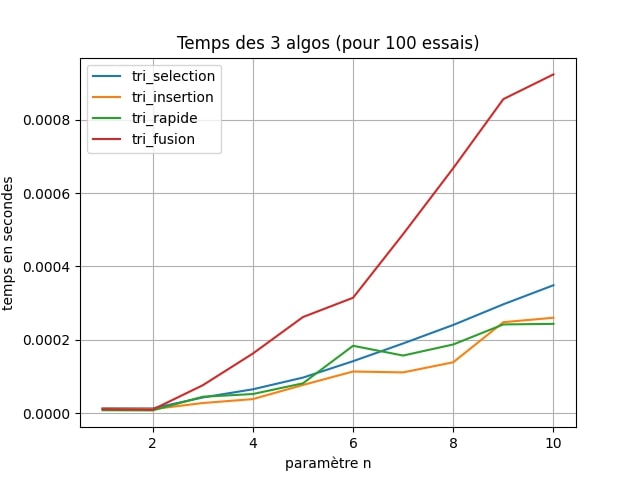 Temps des 3 algos (pour 100 essais)
tri_selection
tri_insertion
tri_rapide
tri_fusion
temps en secondes
0.0008
0.0006
0.0004
0.0002
0.0000
2
4
6
8
10
paramètre n